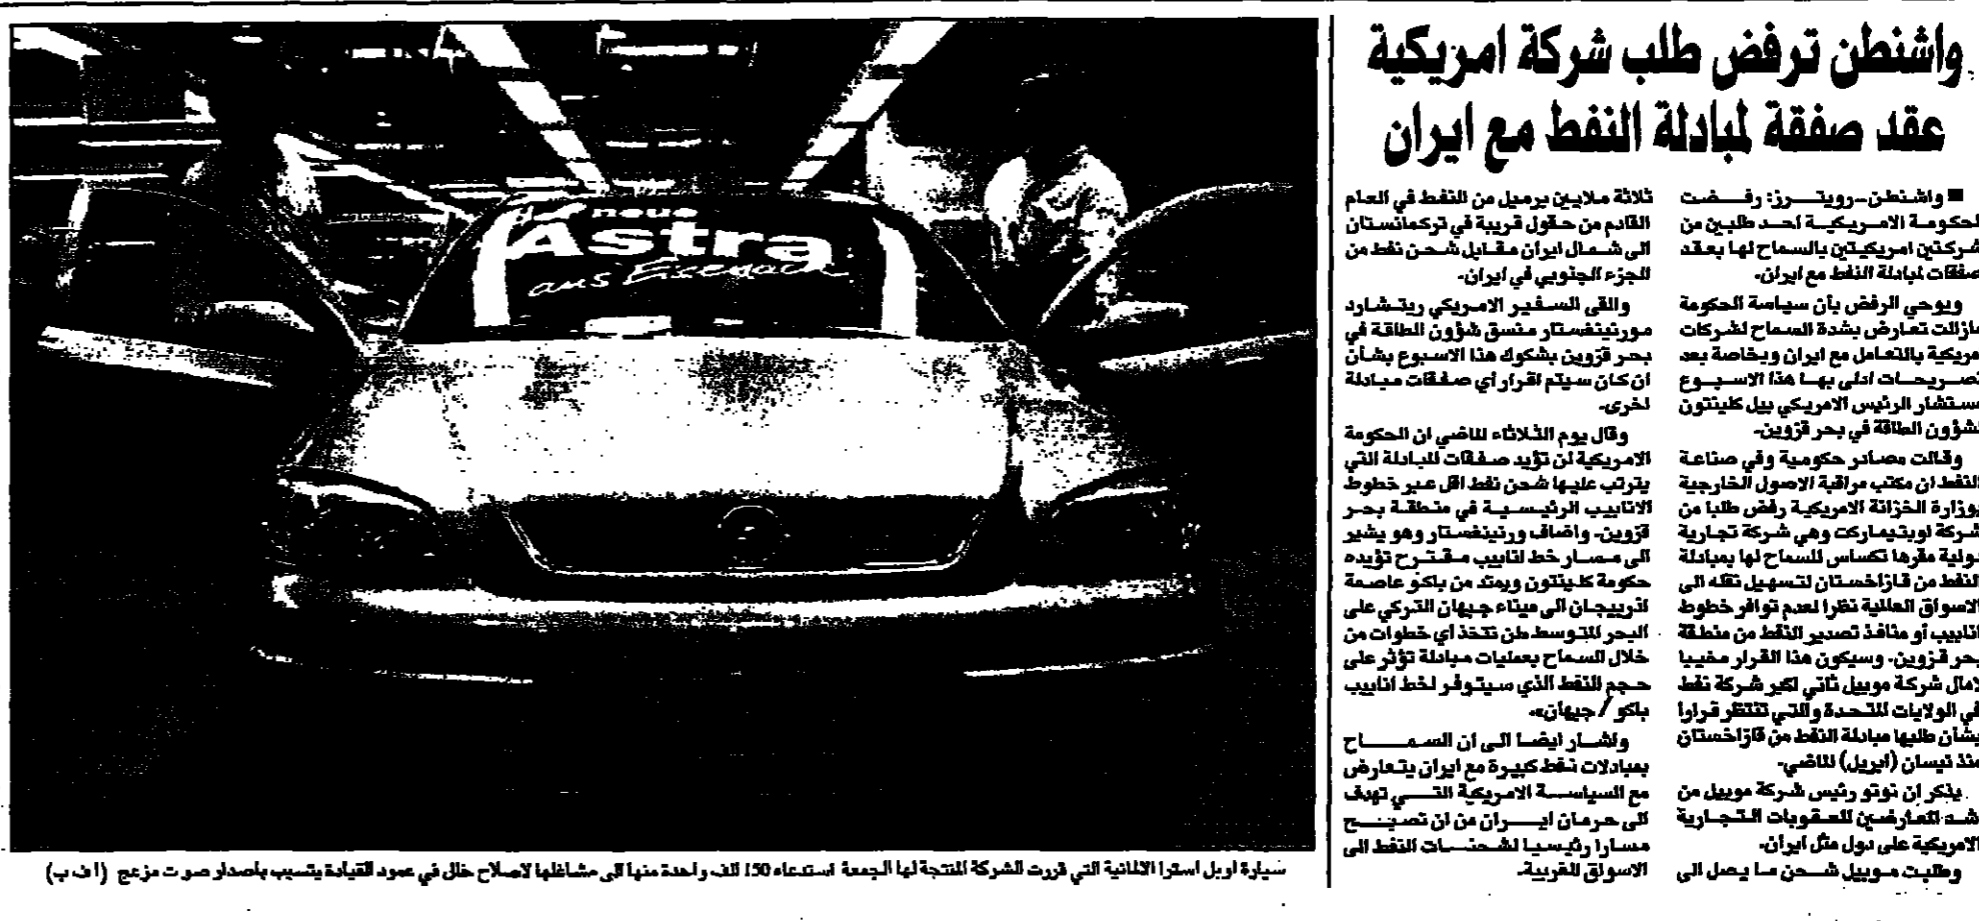 واشنطن ترفض طلب شركة امريكية
عقد صفقة لمبادلة النفط مع ايران
■ واشنطن ـ رويترز: رفضت
الحكومة الامريكية احد طلبين من
شركتين امريكيتين بالسماح لها بعقد
صفقات لمبادلة النفط مع ايران.
ويوحي الرفض بأن سياسة الحكومة
مازالت تعارض بشدة السماح لشركات
امريكية بالتعامل مع ايران وبخاصة بعد
تصريحات ادلى بها هذا الاسبوع
مستشار الرئيس الامريكي بيل كلينتون
لشؤون الطاقة في بحر قزوين.
وقالت مصادر حكومية وفي صناعة
النفط ان مكتب مراقبة الاصول الخارجية
بوزارة الخزانة الامريكية رفض طلبا من
شركة اوبتيماركت وهي شركة تجارية
دولية مقرها تكساس للسماح لها بمبادلة
النفط من قازاخستان لتسهيل نقله الى
الاسواق العالمية نظرا لعدم توافر خطوط
انابيب أو منافذ تصدير النفط من منطقة
بحر قزوين. وسيكون هذا القرار مخيبا
لامال شركة موبيل ثاني اكبر شركة نفط
في الولايات المتحدة والتي تنتظر قرارا
بشأن طلبها مبادلة النفط من قازاخستان
منذ نيسان (ابريل) الماضي.
يذكر ان نوتو رئيس شركة موبيل من
اشد المعارضين للعقوبات التجارية
الامريكية على دول مثل ايران.
وطلبت موبيل شحن ما يصل الى
ثلاثة ملايين برميل من النفط في العام
القادم من حقول قريبة في تركمانستان
الى شمال ايران مقابل شحن نفط من
الجزء الجنوبي في ايران.
والقى السفير الامريكي ريتشارد
مورنينغستار منسق شؤون الطاقة في
بحر قزوين بشكوك هذا الاسبوع بشأن
ان كان سيتم اقرار أي صفقات مبادلة
اخرى.
وقال يوم الثلاثاء الماضي ان الحكومة
الامريكية لن تؤيد صفقات المبادلة التي
يترتب عليها شحن نفط اقل عبر خطوط
الانابيب الرئيسية في منطقة بحر
قزوين. واضاف ورنينغستار وهو يشير
الى مسار خط انابيب مقترح تؤيده
حكومة كلينتون ويمتد من باكو عاصمة
اذربيجان الى ميناء جيهان التركي على
البحر المتوسط «لن نتخذ أي خطوات من
خلال السماح بعمليات مبادلة تؤثر على
حجم النفط الذي سيتوفر لخط انابيب
باكو / جيهان».
واشار ايضا الى ان السماح
بمبادلات نفط كبيرة مع ايران يتعارض
مع السياسة الامريكية التي تهدف
الى حرمان ايران من ان تصبح
مسارا رئيسيا لشحنات النفط الى
الاسواق الغربية.
Der neue
Astra
aus Eisenach
سيارة اوبل استرا الالمانية التي قررت الشركة المنتجة لها الجمعة استدعاء 150 الف واحدة منها الى مشاغلها لاصلاح خلل في عمود القيادة يتسبب باصدار صوت مزعج (ا ف ب)